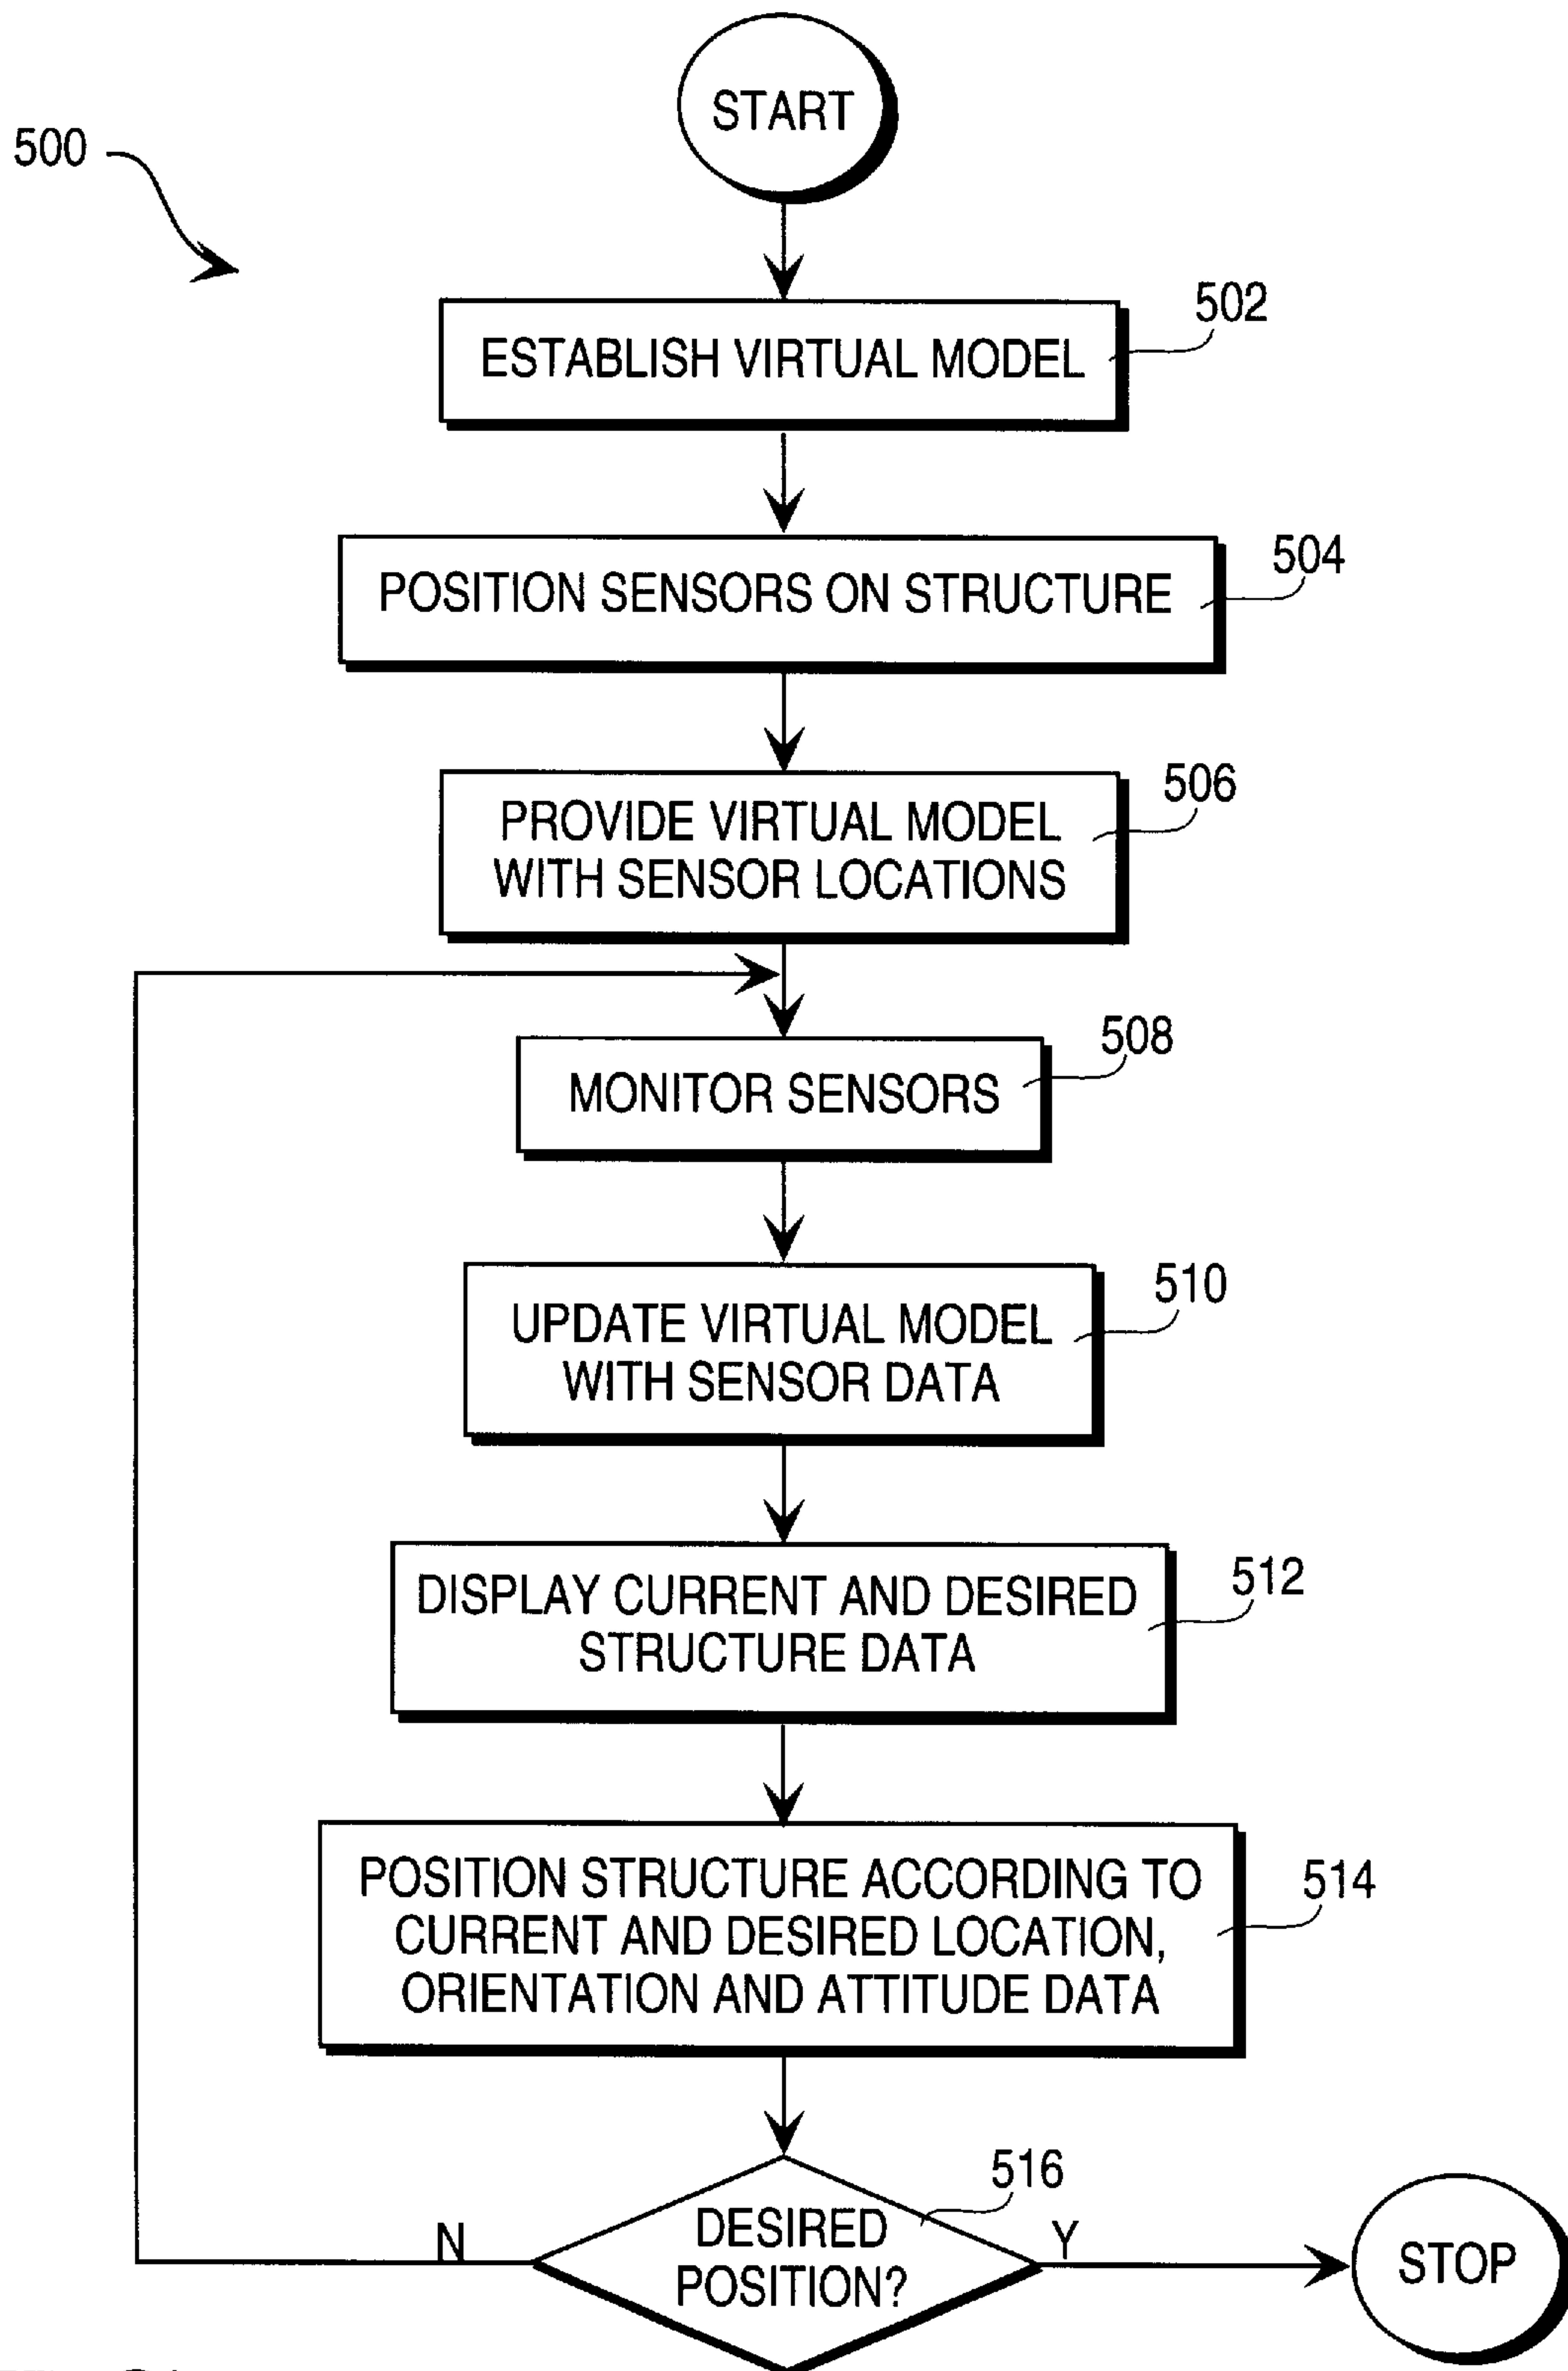 START
500
502
ESTABLISH VIRTUAL MODEL
504
POSITION SENSORS ON STRUCTURE
506
PROVIDE VIRTUAL MODEL
WITH SENSOR LOCATIONS
508
MONITOR SENSORS
510
UPDATE VIRTUAL MODEL
WITH SENSOR DATA
512
DISPLAY CURRENT AND DESIRED
STRUCTURE DATA
514
POSITION STRUCTURE ACCORDING TO
CURRENT AND DESIRED LOCATION,
ORIENTATION AND ATTITUDE DATA
516
N
DESIRED
POSITION?
Y
STOP